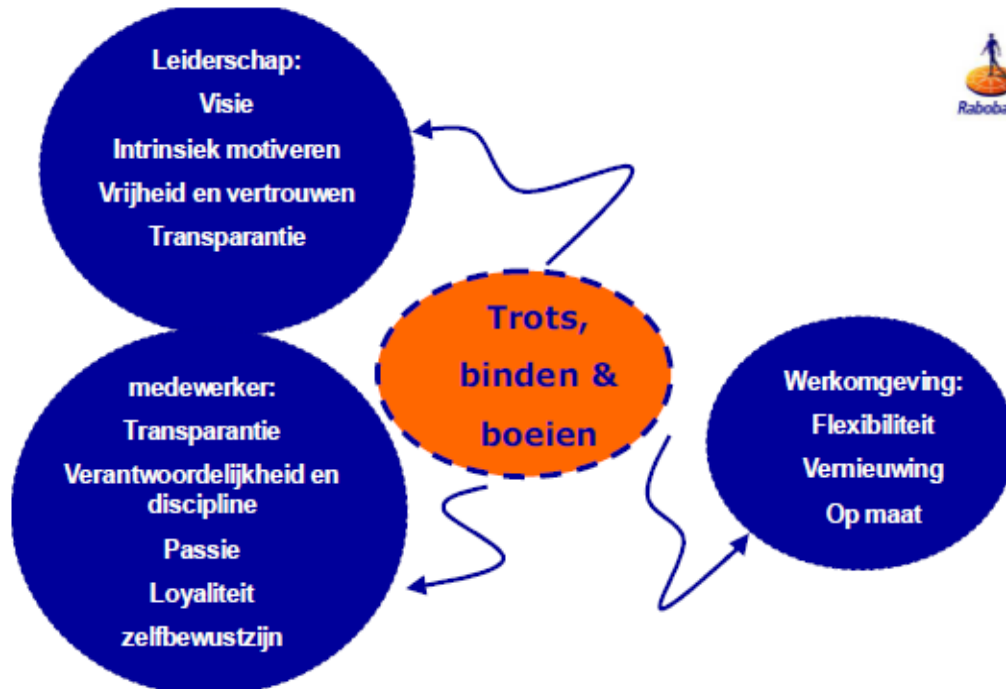 Leiderschap:
Visie
Intrinsiek motiveren
Vrijheid en vertrouwen
Transparantie
medewerker:
Transparantie
Verantwoordelijkheid en
discipline
Passie
Loyaliteit
zelfbewustzijn
Trots,
binden &
boeien
Werkomgeving:
Flexibiliteit
Vernieuwing
Op maat